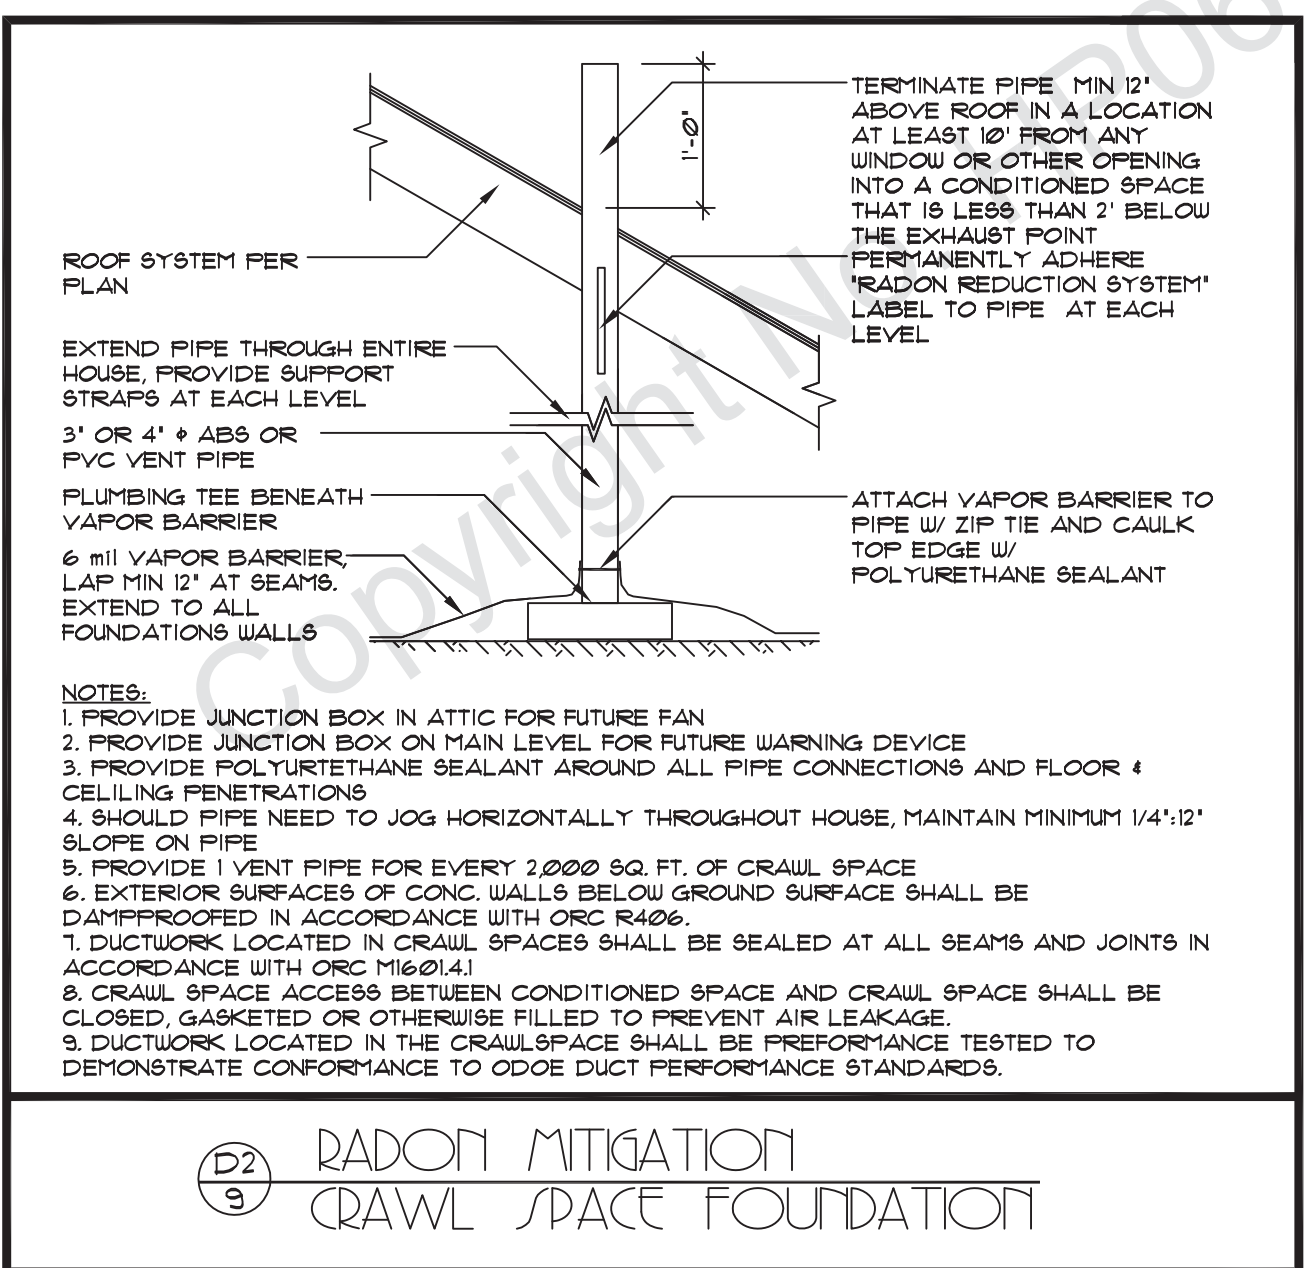 TERMINATE PIPE MIN 12"
ABOVE ROOF IN A LOCATION
AT LEAST 10' FROM ANY
WINDOW OR OTHER OPENING
INTO A CONDITIONED SPACE
THAT IS LESS THAN 2' BELOW
THE EXHAUST POINT
1'-0"
PERMANENTLY ADHERE
"RADON REDUCTION SYSTEM"
LABEL TO PIPE AT EACH
LEVEL
ROOF SYSTEM PER
PLAN
EXTEND PIPE THROUGH ENTIRE
HOUSE, PROVIDE SUPPORT
STRAPS AT EACH LEVEL
3" OR 4" φ ABS OR
PVC VENT PIPE
PLUMBING TEE BENEATH
VAPOR BARRIER
6 mil VAPOR BARRIER,
LAP MIN 12" AT SEAMS.
EXTEND TO ALL
FOUNDATIONS WALLS
ATTACH VAPOR BARRIER TO
PIPE W/ ZIP TIE AND CAULK
TOP EDGE W/
POLYURETHANE SEALANT
NOTES:
1. PROVIDE JUNCTION BOX IN ATTIC FOR FUTURE FAN
2. PROVIDE JUNCTION BOX ON MAIN LEVEL FOR FUTURE WARNING DEVICE
3. PROVIDE POLYURTETHANE SEALANT AROUND ALL PIPE CONNECTIONS AND FLOOR &
CELILING PENETRATIONS
4. SHOULD PIPE NEED TO JOG HORIZONTALLY THROUGHOUT HOUSE, MAINTAIN MINIMUM 1/4":12"
SLOPE ON PIPE
5. PROVIDE 1 VENT PIPE FOR EVERY 2,000 SQ. FT. OF CRAWL SPACE
6. EXTERIOR SURFACES OF CONC. WALLS BELOW GROUND SURFACE SHALL BE
DAMPPROOFED IN ACCORDANCE WITH ORC R406.
7. DUCTWORK LOCATED IN CRAWL SPACES SHALL BE SEALED AT ALL SEAMS AND JOINTS IN
ACCORDANCE WITH ORC M1601.4.1
8. CRAWL SPACE ACCESS BETWEEN CONDITIONED SPACE AND CRAWL SPACE SHALL BE
CLOSED, GASKETED OR OTHERWISE FILLED TO PREVENT AIR LEAKAGE.
9. DUCTWORK LOCATED IN THE CRAWLSPACE SHALL BE PREFORMANCE TESTED TO
DEMONSTRATE CONFORMANCE TO ODOE DUCT PERFORMANCE STANDARDS.
D2
9
RADON MITIGATION
CRAWL SPACE FOUNDATION
Copyright No. HP06